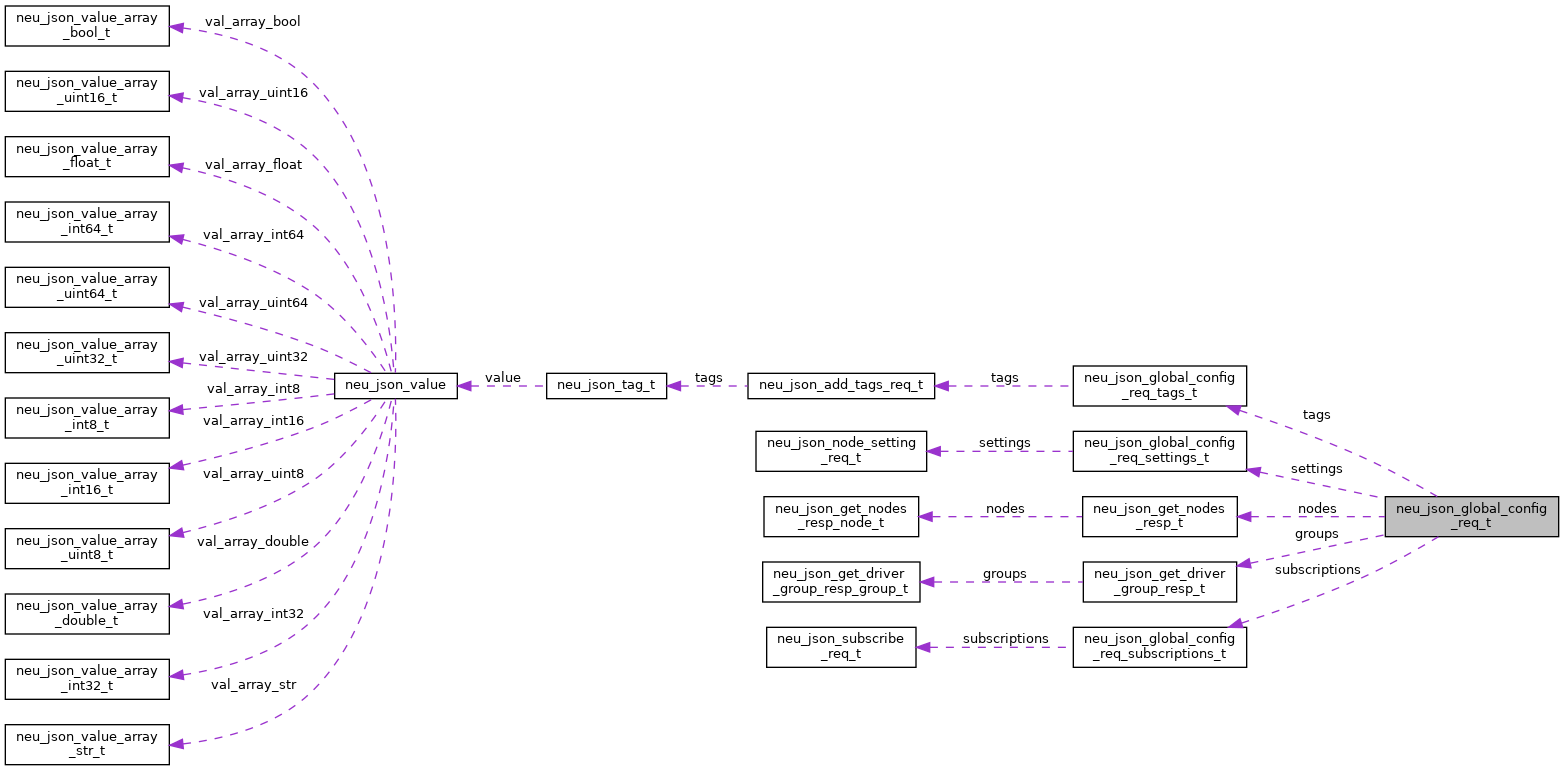 neu_json_value_array
_bool_t
val_array_bool
neu_json_value_array
_uint16_t
val_array_uint16
neu_json_value_array
_float_t
val_array_float
neu_json_value_array
_int64_t
val_array_int64
neu_json_value_array
_uint64_t
val_array_uint64
neu_json_value_array
_uint32_t
val_array_uint32
neu_json_value_array
_int8_t
val_array_int8
neu_json_value_array
_int16_t
val_array_int16
neu_json_value_array
_uint8_t
val_array_uint8
neu_json_value_array
_double_t
val_array_double
neu_json_value_array
_int32_t
val_array_int32
neu_json_value_array
_str_t
val_array_str
neu_json_value
value
neu_json_tag_t
tags
neu_json_add_tags_req_t
tags
neu_json_global_config
_req_tags_t
tags
neu_json_node_setting
_req_t
settings
neu_json_global_config
_req_settings_t
settings
neu_json_get_nodes
_resp_node_t
nodes
neu_json_get_nodes
_resp_t
nodes
neu_json_global_config
_req_t
neu_json_get_driver
_group_resp_group_t
groups
neu_json_get_driver
_group_resp_t
groups
neu_json_subscribe
_req_t
subscriptions
neu_json_global_config
_req_subscriptions_t
subscriptions